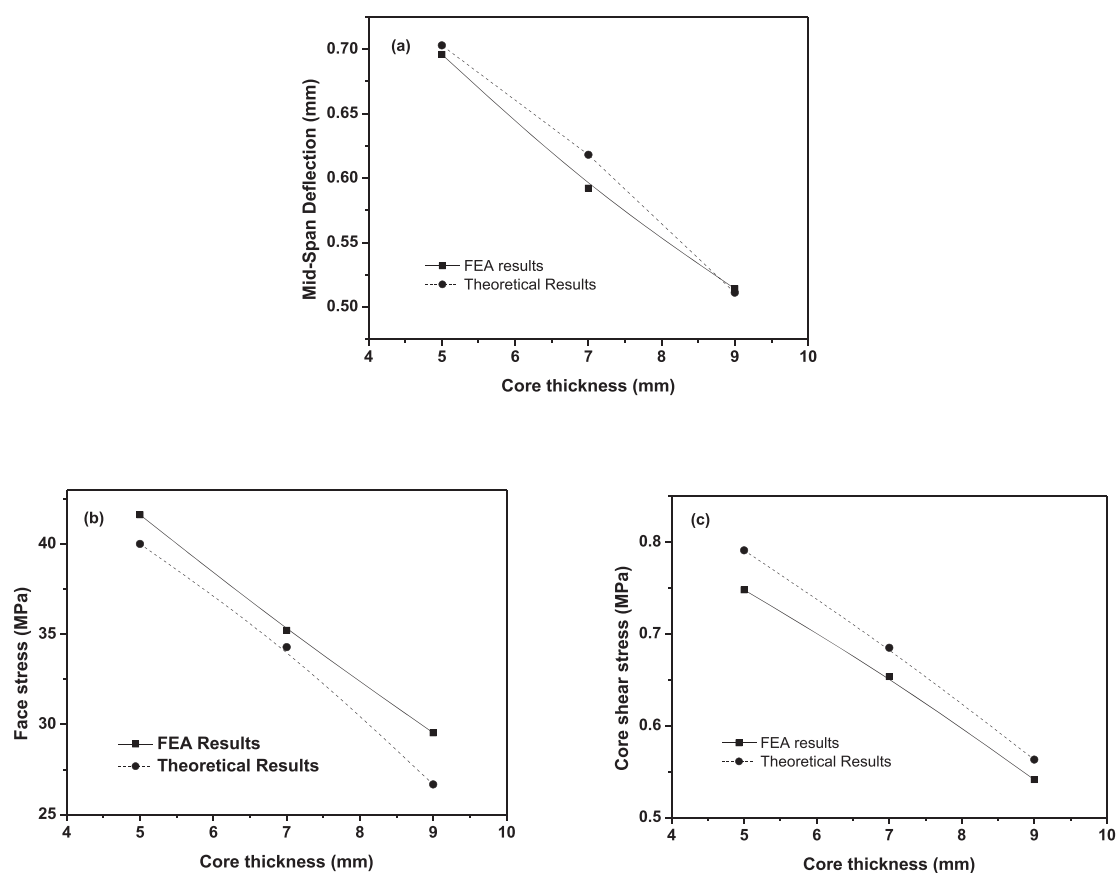 (a)
0.70
0.65
0.60
0.55
0.50
Mid-Span Deflection (mm)
FEA results
Theoretical Results
4 5 6 7 8 9 10
Core thickness (mm)
(b)
40
35
30
25
Face stress (MPa)
FEA Results
Theoretical Results
4 5 6 7 8 9 10
Core thickness (mm)
(c)
0.8
0.7
0.6
0.5
Core shear stress (MPa)
FEA results
Theoretical Results
4 5 6 7 8 9 10
Core thickness (mm)